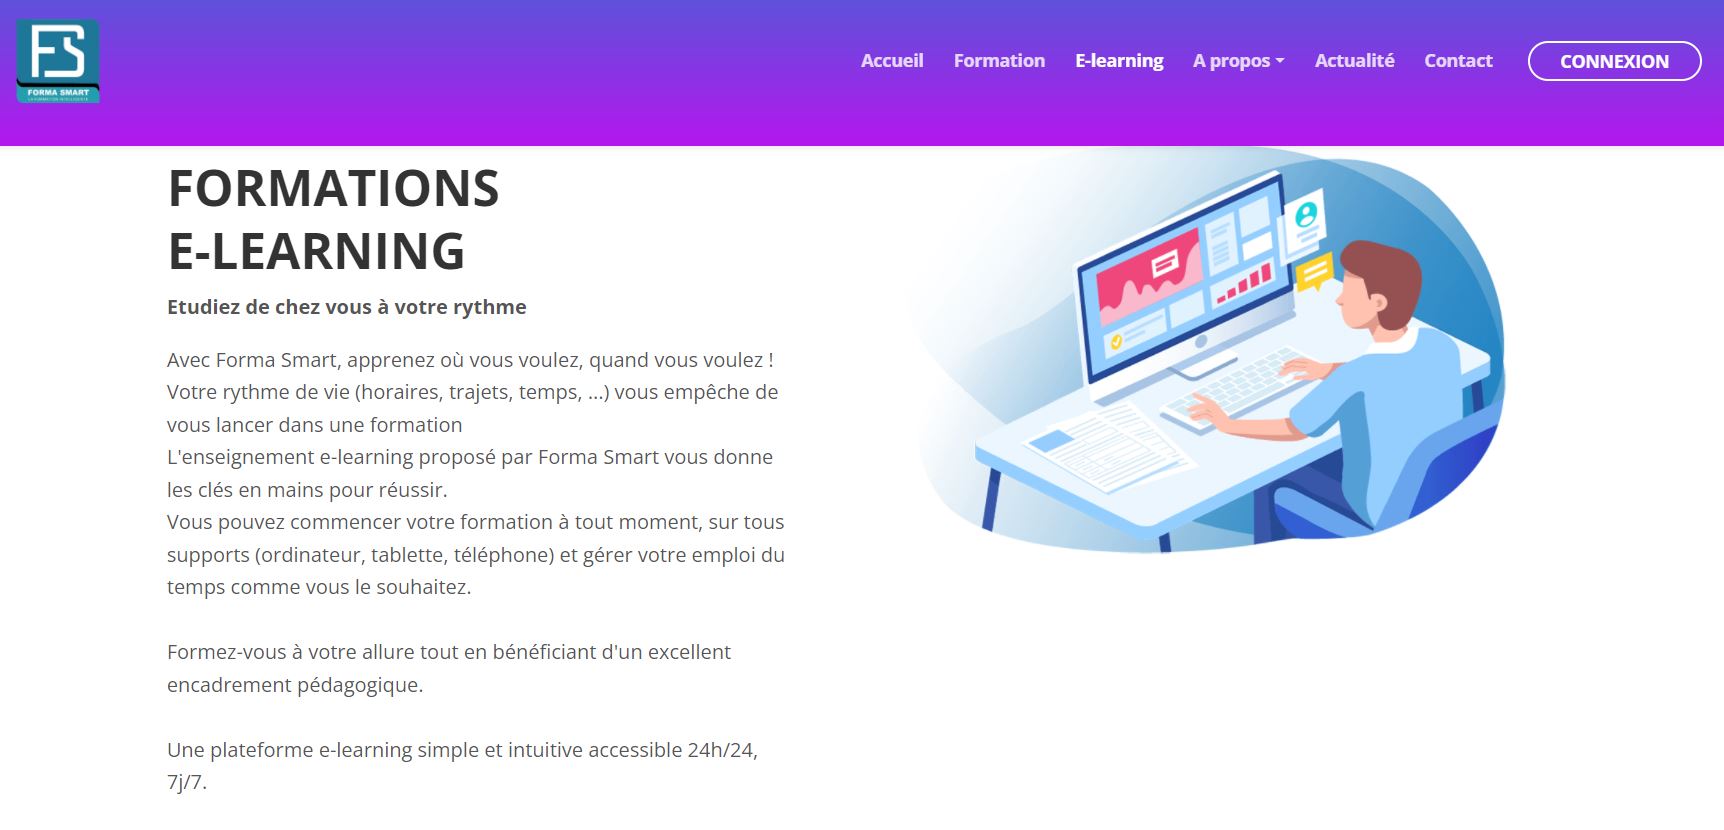 FS
FORMA SMART
LA FORMATION INTELLIGENTE
Accueil
Formation
E-learning
A propos
Actualité
Contact
CONNEXION
FORMATIONS
E-LEARNING
Etudiez de chez vous à votre rythme
Avec Forma Smart, apprenez où vous voulez, quand vous voulez !
Votre rythme de vie (horaires, trajets, temps, ...) vous empêche de
vous lancer dans une formation
L'enseignement e-learning proposé par Forma Smart vous donne
les clés en mains pour réussir.
Vous pouvez commencer votre formation à tout moment, sur tous
supports (ordinateur, tablette, téléphone) et gérer votre emploi du
temps comme vous le souhaitez.
Formez-vous à votre allure tout en bénéficiant d'un excellent
encadrement pédagogique.
Une plateforme e-learning simple et intuitive accessible 24h/24,
7j/7.